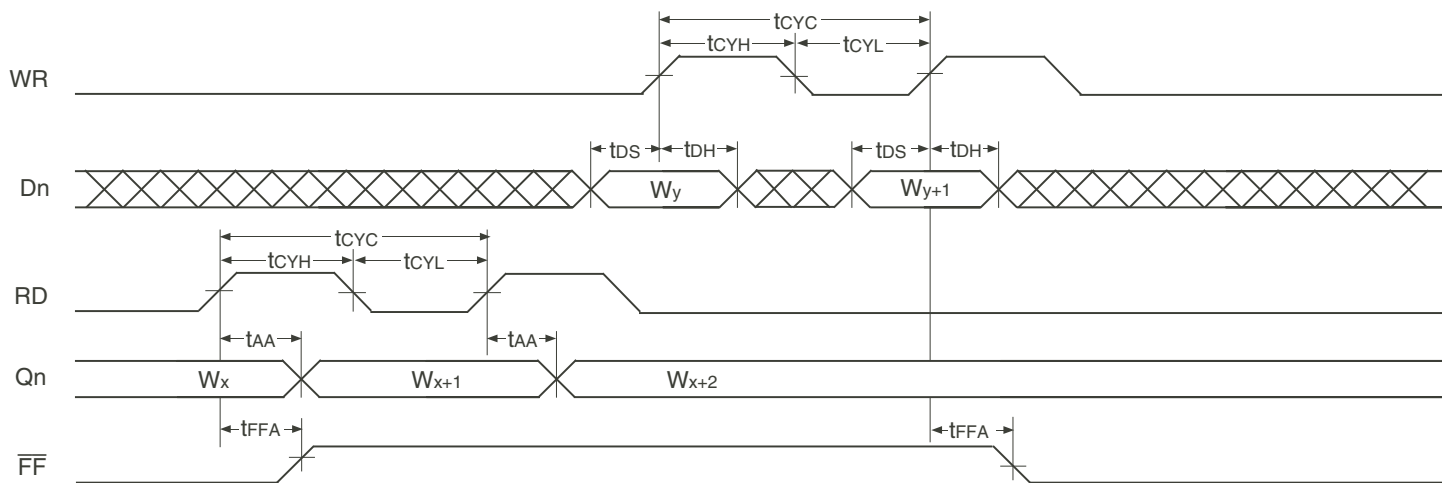 tCYC
tCYH tCYL
WR
tDS tDH tDS tDH
Dn Wy Wy+1
tCYC
tCYH tCYL
RD
tAA tAA
Qn Wx Wx+1 Wx+2
tFFA tFFA
F̅F̅